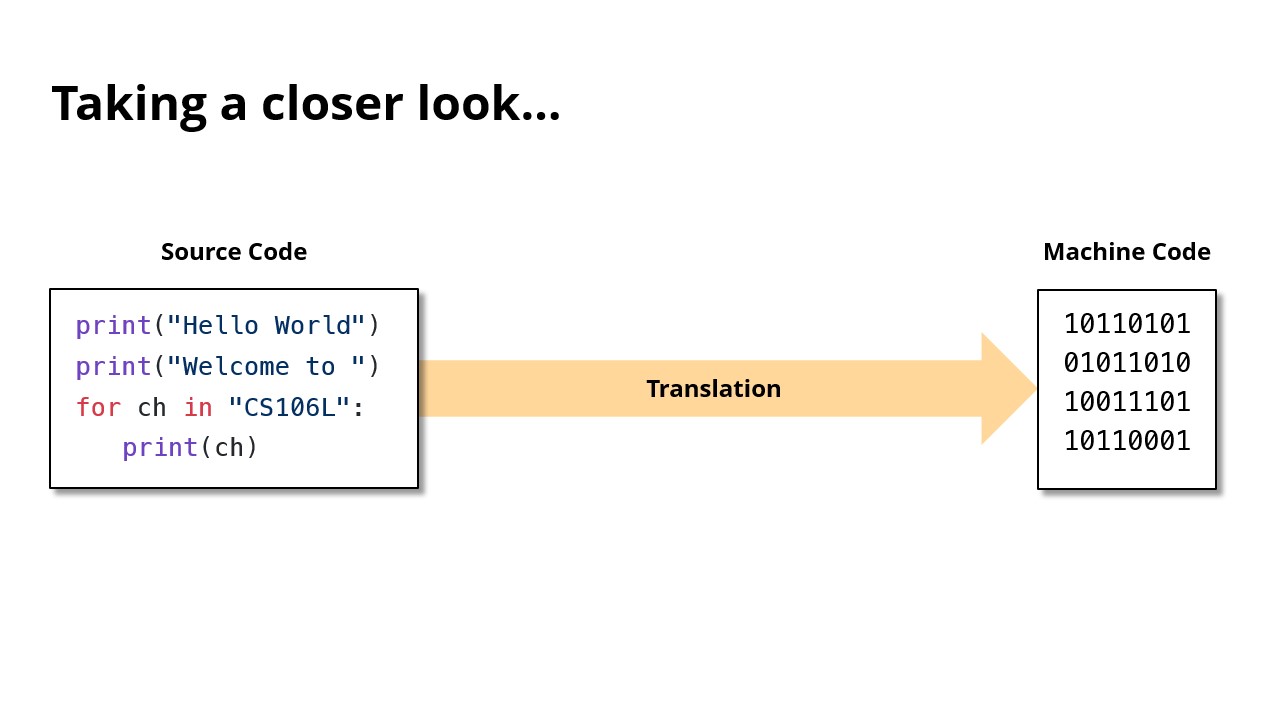 Taking a closer look...
Source Code
print("Hello World")
print("Welcome to ")
for ch in "CS106L":
   print(ch)
Translation
Machine Code
10110101
01011010
10011101
10110001